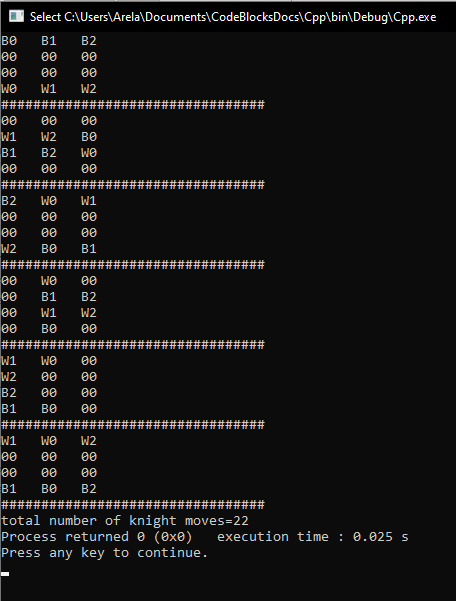 Select C:\Users\Arela\Documents\CodeBlocksDocs\Cpp\bin\Debug\Cpp.exe
B0 B1 B2
00 00 00
00 00 00
W0 W1 W2
#################################
00 00 00
W1 W2 B0
B1 B2 W0
00 00 00
#################################
B2 W0 W1
00 00 00
00 00 00
W2 B0 B1
#################################
00 W0 00
00 B1 B2
00 W1 W2
00 B0 00
#################################
W1 W0 00
W2 00 00
B2 00 00
B1 B0 00
#################################
W1 W0 W2
00 00 00
00 00 00
B1 B0 B2
#################################
total number of knight moves=22
Process returned 0 (0x0) execution time : 0.025 s
Press any key to continue.